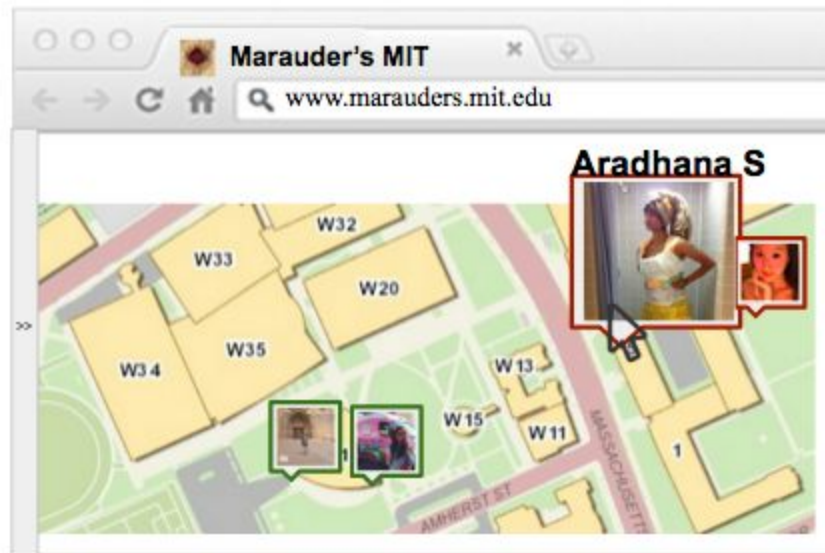 Marauder's MIT
www.marauders.mit.edu
Aradhana S
W32
W33
W20
W35
W34
W13
W15
W11
1
1
MASSACHUSETT
AMHERST ST
>>